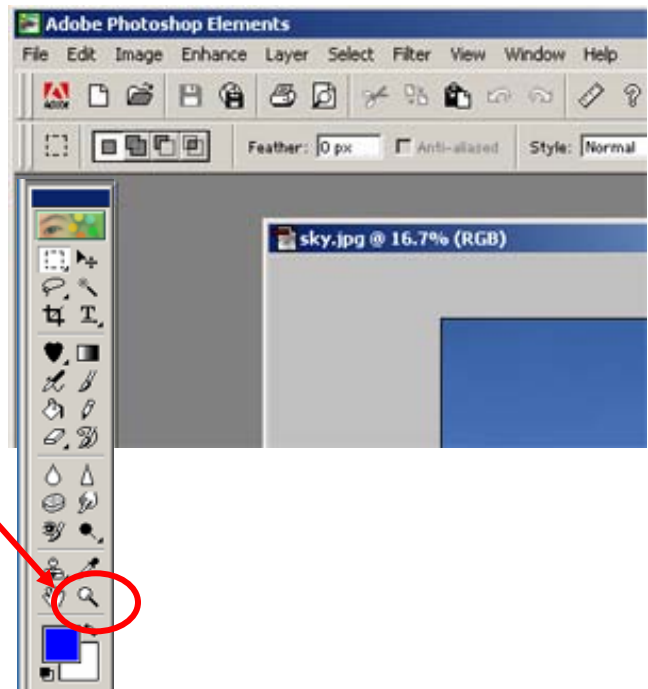 Adobe Photoshop Elements
File Edit Image Enhance Layer Select Filter View Window Help
ADOBE
Feather: 0 px Anti-aliased Style: Normal
sky.jpg @ 16.7% (RGB)
T